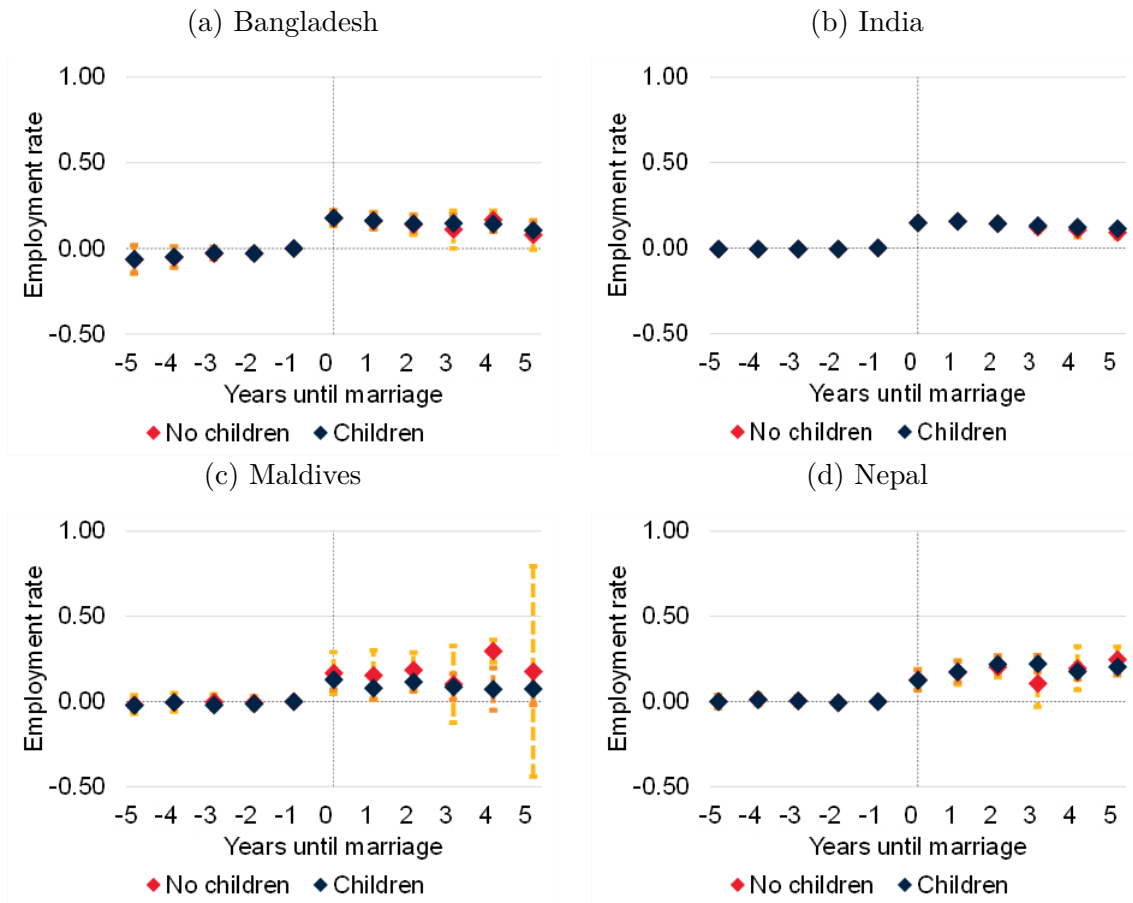 (a) Bangladesh
1.00
0.50
0.00
-0.50
Employment rate
-5 -4 -3 -2 -1 0 1 2 3 4 5
Years until marriage
No children Children
(b) India
1.00
0.50
0.00
-0.50
Employment rate
-5 -4 -3 -2 -1 0 1 2 3 4 5
Years until marriage
No children Children
(c) Maldives
1.00
0.50
0.00
-0.50
Employment rate
-5 -4 -3 -2 -1 0 1 2 3 4 5
Years until marriage
No children Children
(d) Nepal
1.00
0.50
0.00
-0.50
Employment rate
-5 -4 -3 -2 -1 0 1 2 3 4 5
Years until marriage
No children Children